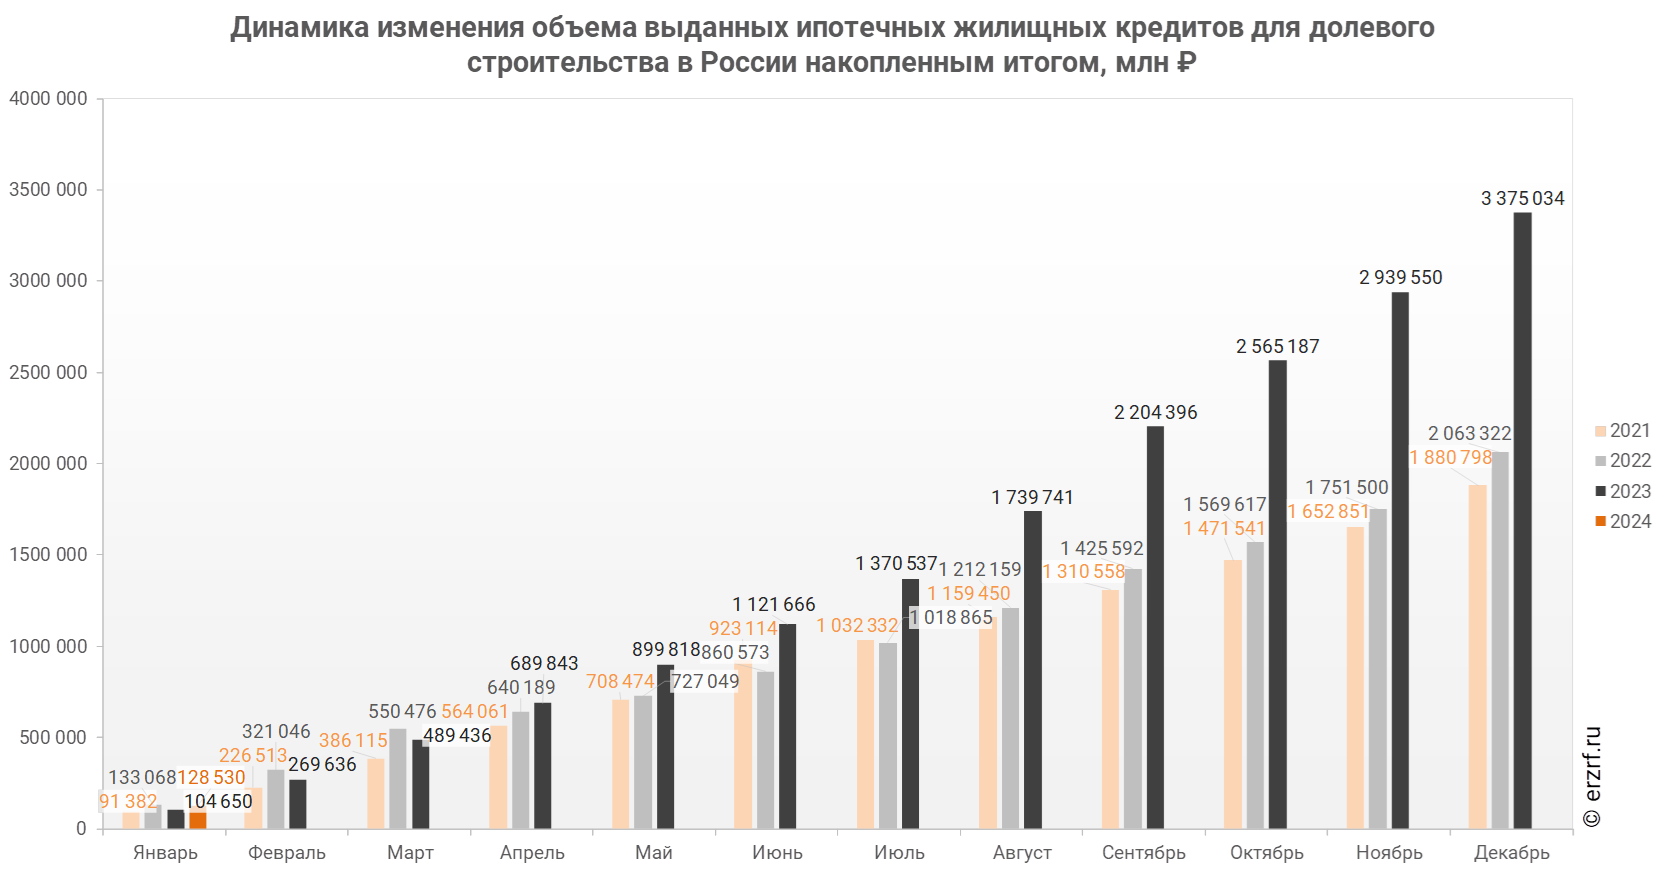 Динамика изменения объема выданных ипотечных жилищных кредитов для долевого
строительства в России накопленным итогом, млн ₽
4000 000
3500 000
3000 000
2500 000
2000 000
1500 000
1000 000
500 000
0
91 382
133 068
104 650
128 530
226 513
321 046
269 636
386 115
550 476
489 436
564 061
640 189
689 843
708 474
727 049
899 818
923 114
860 573
1 121 666
1 032 332
1 018 865
1 370 537
1 159 450
1 212 159
1 739 741
1 310 558
1 425 592
2 204 396
1 471 541
1 569 617
2 565 187
1 652 851
1 751 500
2 939 550
1 880 798
2 063 322
3 375 034
Январь
Февраль
Март
Апрель
Май
Июнь
Июль
Август
Сентябрь
Октябрь
Ноябрь
Декабрь
2021
2022
2023
2024
© erzrf.ru